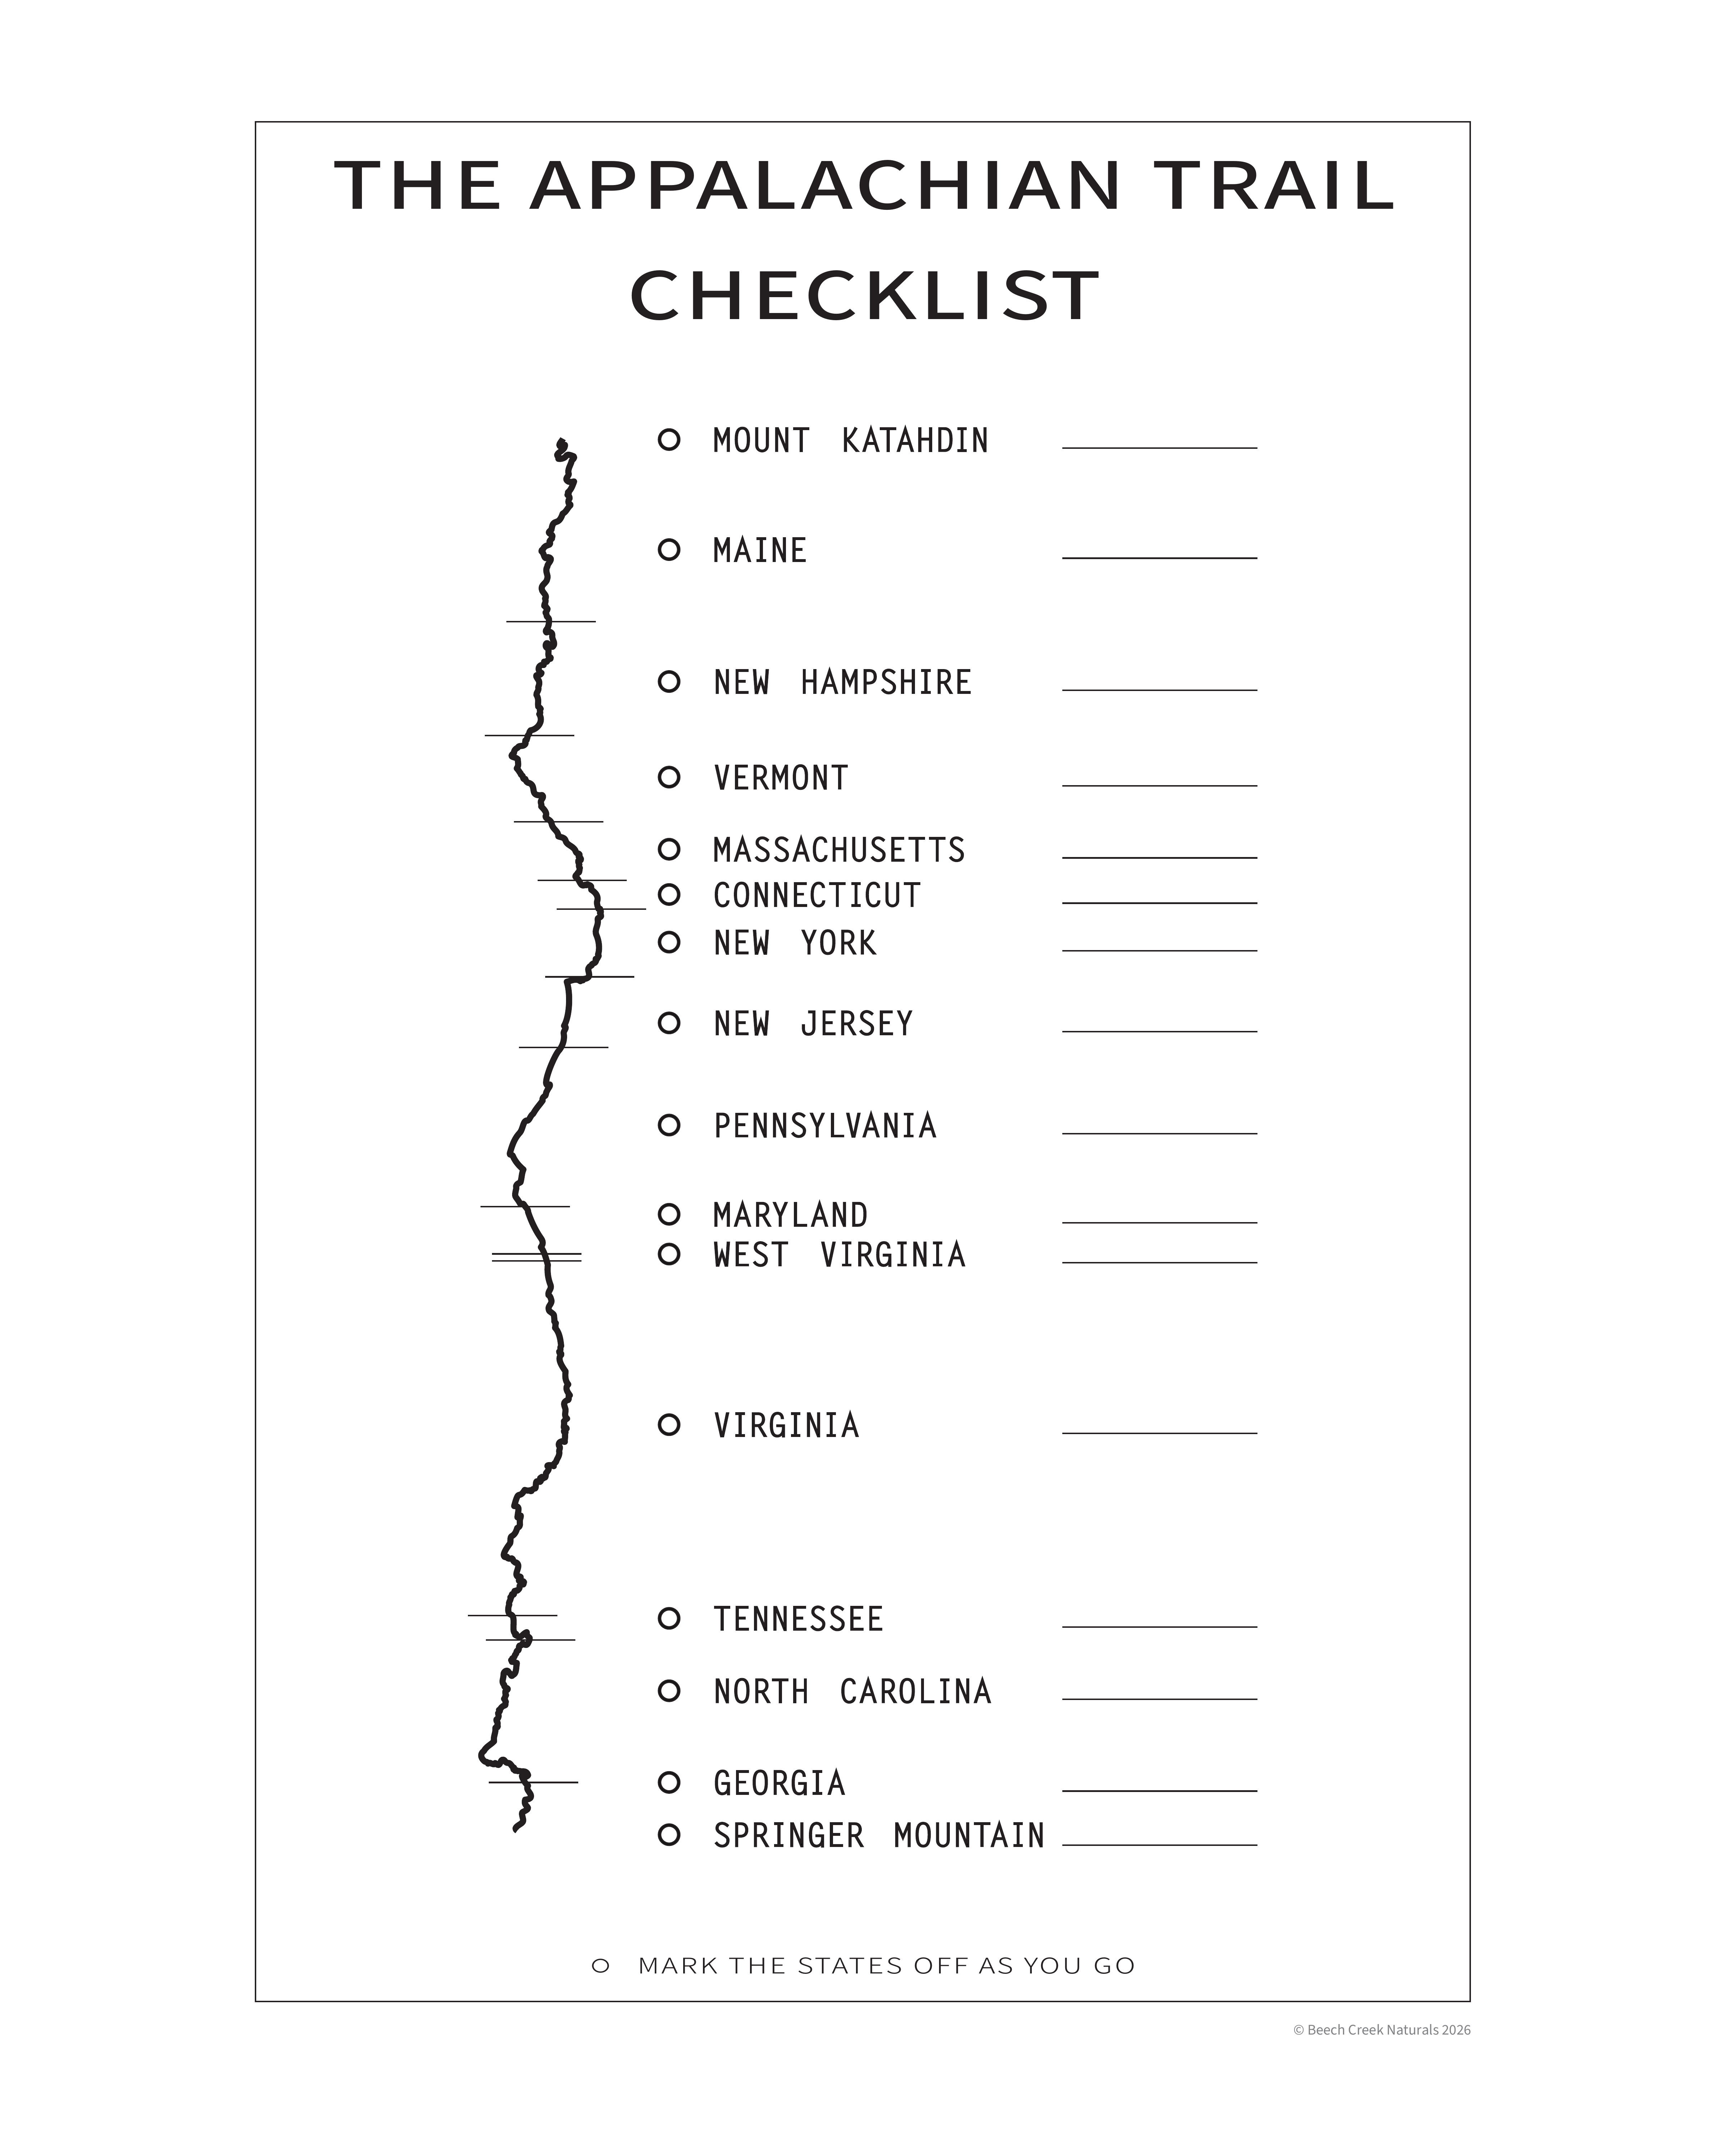 THE APPALACHIAN TRAIL
CHECKLIST
MOUNT KATAHDIN
MAINE
NEW HAMPSHIRE
VERMONT
MASSACHUSETTS
CONNECTICUT
NEW YORK
NEW JERSEY
PENNSYLVANIA
MARYLAND
WEST VIRGINIA
VIRGINIA
TENNESSEE
NORTH CAROLINA
GEORGIA
SPRINGER MOUNTAIN
MARK THE STATES OFF AS YOU GO
© Beech Creek Naturals 2026